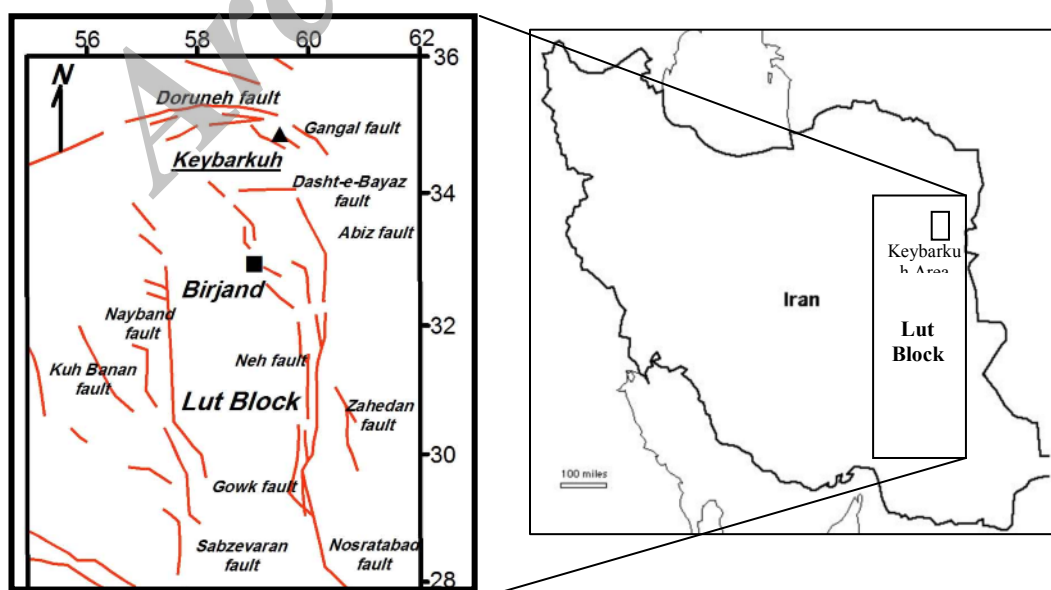 Arc
56
58
60
62
36
N
Doruneh fault
Gangal fault
Keybarkuh
Dasht-e-Bayaz
fault
34
Abiz fault
Birjand
Nayband
fault
32
Neh fault
Kuh Banan
fault
Lut Block
Zahedan
fault
30
Gowk fault
Sabzevaran
fault
Nosratabad
fault
28
Keybarku
h Area
Iran
Lut
Block
100 miles